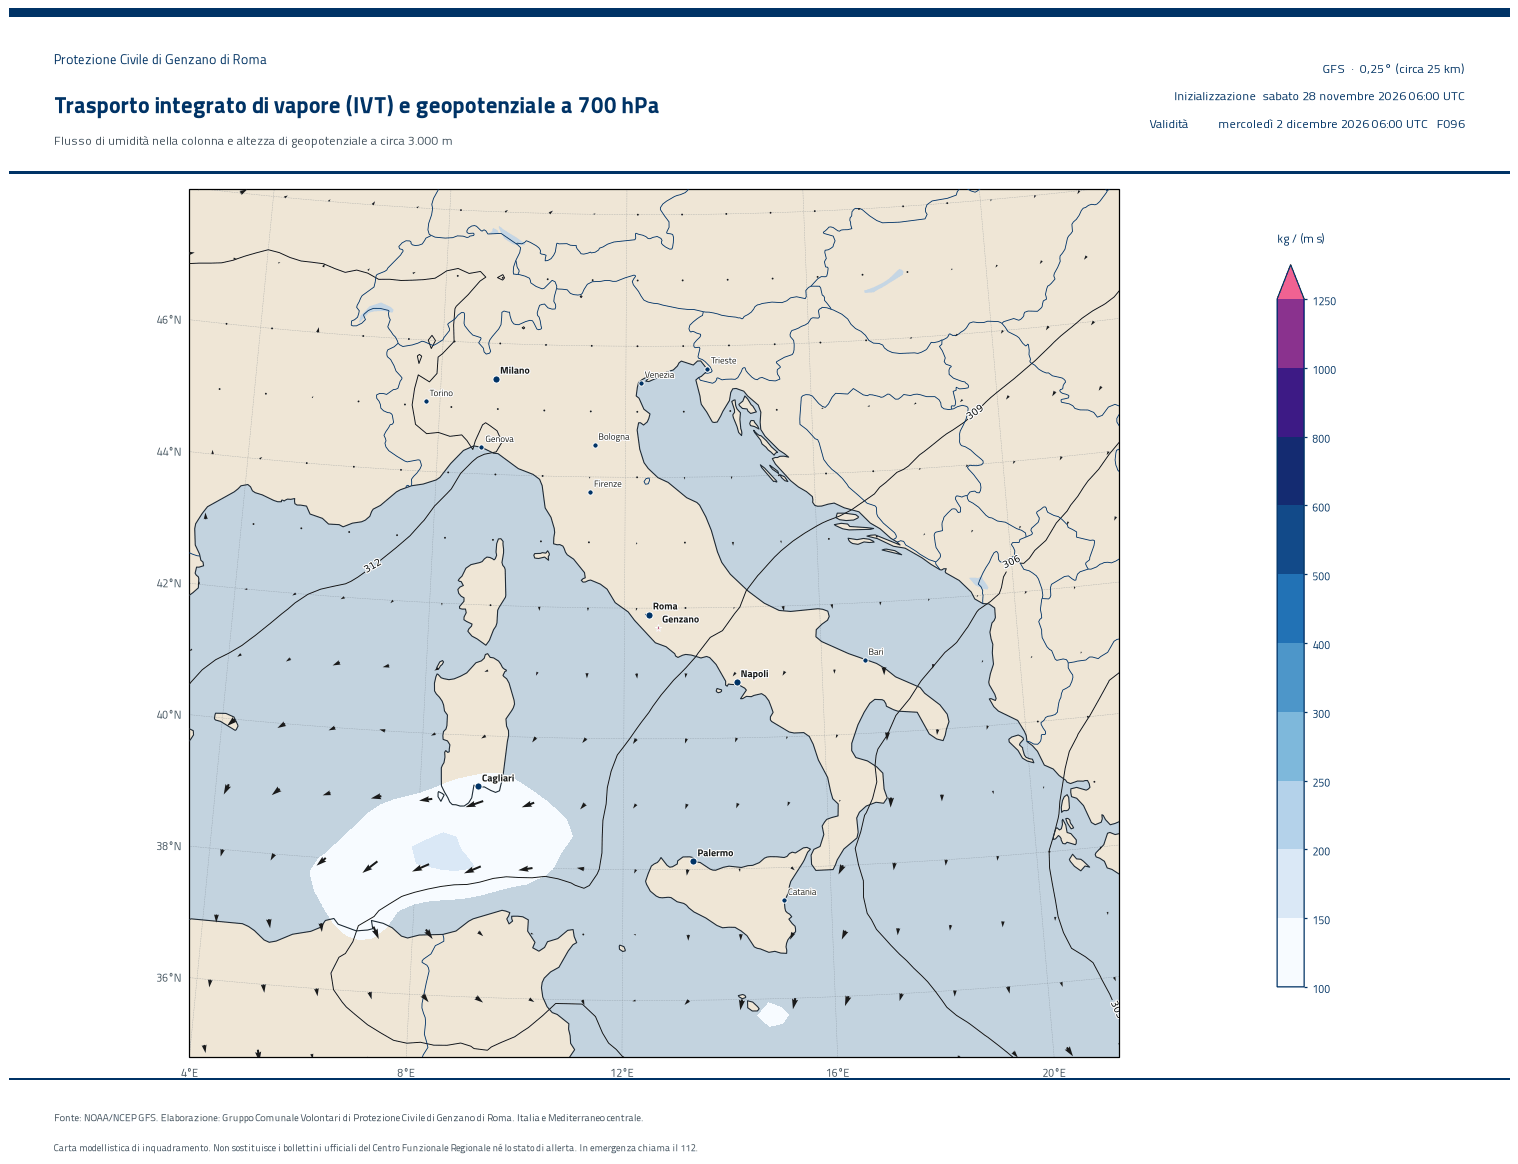 Protezione Civile di Genzano di Roma
Trasporto integrato di vapore (IVT) e geopotenziale a 700 hPa
Flusso di umidità nella colonna e altezza di geopotenziale a circa 3.000 m
GFS · 0,25° (circa 25 km)
Inizializzazione sabato 28 novembre 2026 06:00 UTC
Validità mercoledì 2 dicembre 2026 06:00 UTC F096
kg / (m s)
1250
1000
800
600
500
400
300
250
200
150
100
46°N
44°N
42°N
40°N
38°N
36°N
4°E
8°E
12°E
16°E
20°E
Trieste
Venezia
Milano
Torino
Genova
Bologna
Firenze
309
312
306
Roma
Genzano
Bari
Napoli
Cagliari
Palermo
Catania
Fonte: NOAA/NCEP GFS. Elaborazione: Gruppo Comunale Volontari di Protezione Civile di Genzano di Roma. Italia e Mediterraneo centrale.
Carta modellistica di inquadramento. Non sostituisce i bollettini ufficiali del Centro Funzionale Regionale né lo stato di allerta. In emergenza chiama il 112.